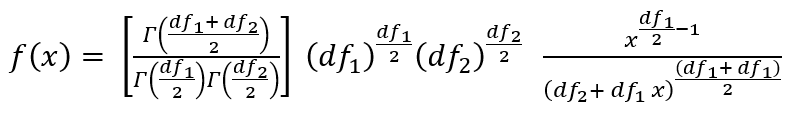 f(x) = [Γ((df₁ + df₂)/2) / (Γ(df₁/2)Γ(df₂/2))] (df₁)^(df₁/2) (df₂)^(df₂/2) x^(df₁/2 − 1) / (df₂ + df₁ x)^((df₁ + df₁)/2)